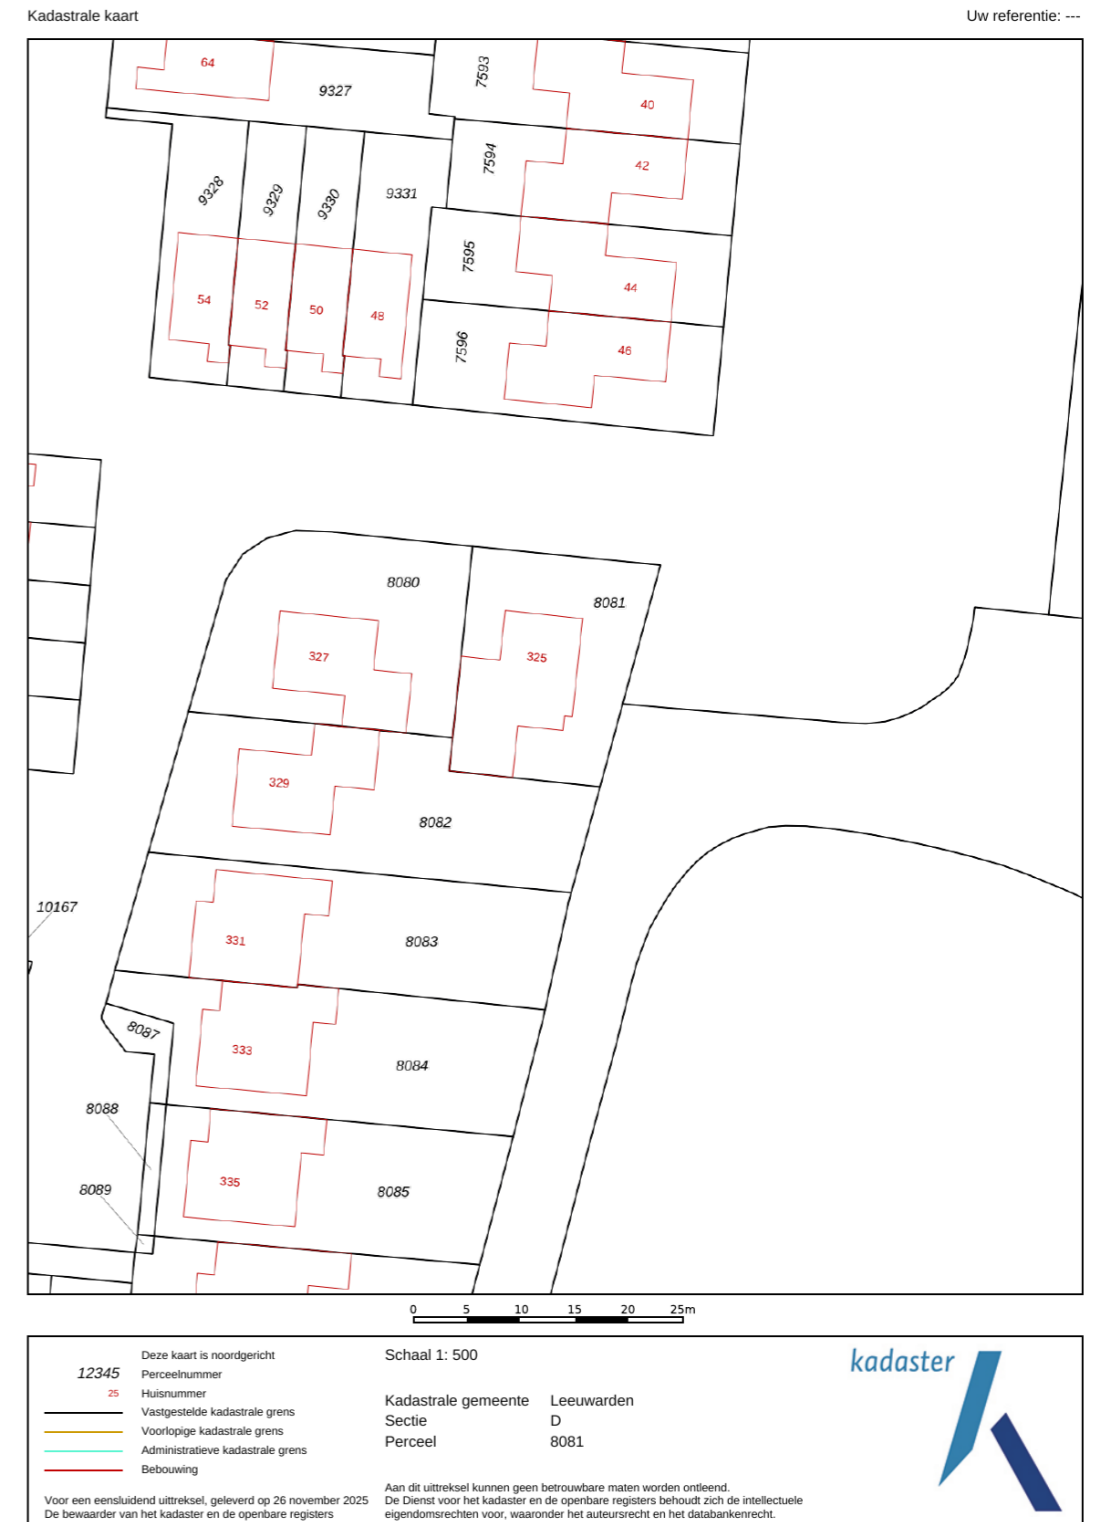 Kadastrale kaart
Uw referentie: ---
64
9327
7593
40
7594
42
9328
9329
9330
9331
7595
44
54
52
50
48
7596
46
8080
8081
327
325
329
8082
10167
331
8083
8087
333
8084
8088
335
8089
8085
0 5 10 15 20 25m
Deze kaart is noordgericht
12345 Perceelnummer
25 Huisnummer
Vastgestelde kadastrale grens
Voorlopige kadastrale grens
Administratieve kadastrale grens
Bebouwing
Voor een eensluidend uittreksel, geleverd op 26 november 2025
De bewaarder van het kadaster en de openbare registers
Schaal 1: 500
Kadastrale gemeente Leeuwarden
Sectie D
Perceel 8081
Aan dit uittreksel kunnen geen betrouwbare maten worden ontleend.
De Dienst voor het kadaster en de openbare registers behoudt zich de intellectuele
eigendomsrechten voor, waaronder het auteursrecht en het databankenrecht.
kadaster